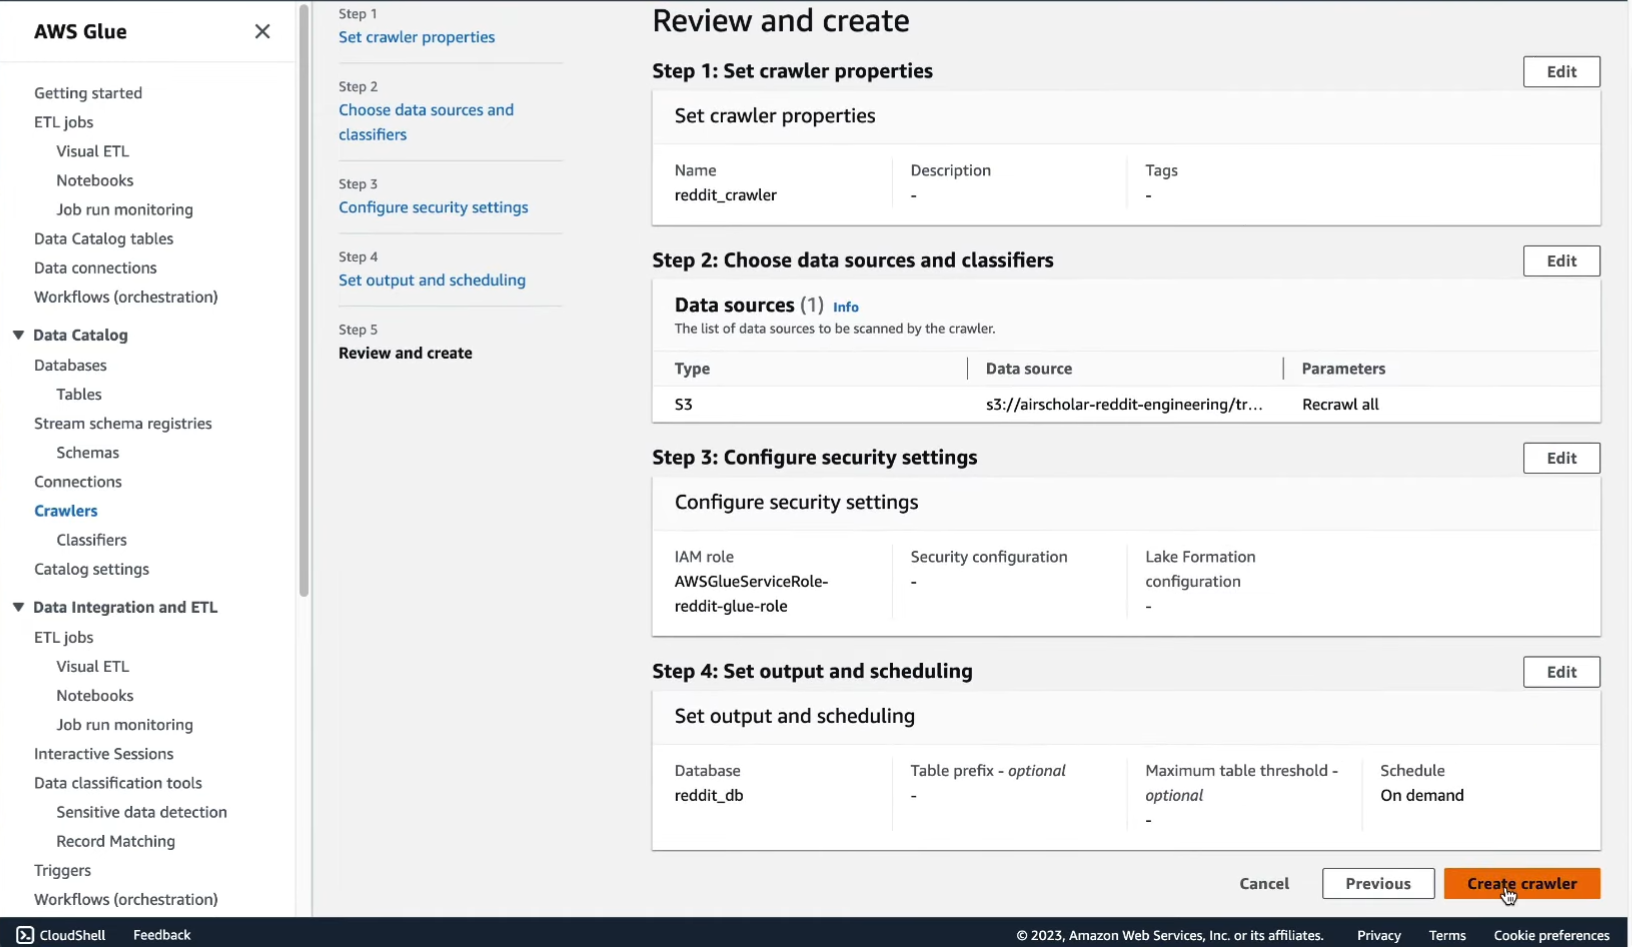 AWS Glue
Getting started
ETL jobs
Visual ETL
Notebooks
Job run monitoring
Data Catalog tables
Data connections
Workflows (orchestration)
Data Catalog
Databases
Tables
Stream schema registries
Schemas
Connections
Crawlers
Classifiers
Catalog settings
Data Integration and ETL
ETL jobs
Visual ETL
Notebooks
Job run monitoring
Interactive Sessions
Data classification tools
Sensitive data detection
Record Matching
Triggers
Workflows (orchestration)
Step 1
Set crawler properties
Step 2
Choose data sources and
classifiers
Step 3
Configure security settings
Step 4
Set output and scheduling
Step 5
Review and create
Review and create
Step 1: Set crawler properties
Edit
Set crawler properties
Name
reddit_crawler
Description
-
Tags
-
Step 2: Choose data sources and classifiers
Edit
Data sources (1) Info
The list of data sources to be scanned by the crawler.
Type
Data source
Parameters
S3
s3://airscholar-reddit-engineering/tr...
Recrawl all
Step 3: Configure security settings
Edit
Configure security settings
IAM role
AWSGlueServiceRole-
reddit-glue-role
Security configuration
-
Lake Formation
configuration
-
Step 4: Set output and scheduling
Edit
Set output and scheduling
Database
reddit_db
Table prefix - optional
-
Maximum table threshold -
optional
-
Schedule
On demand
Cancel
Previous
Create crawler
CloudShell
Feedback
© 2023, Amazon Web Services, Inc. or its affiliates.
Privacy
Terms
Cookie preferences